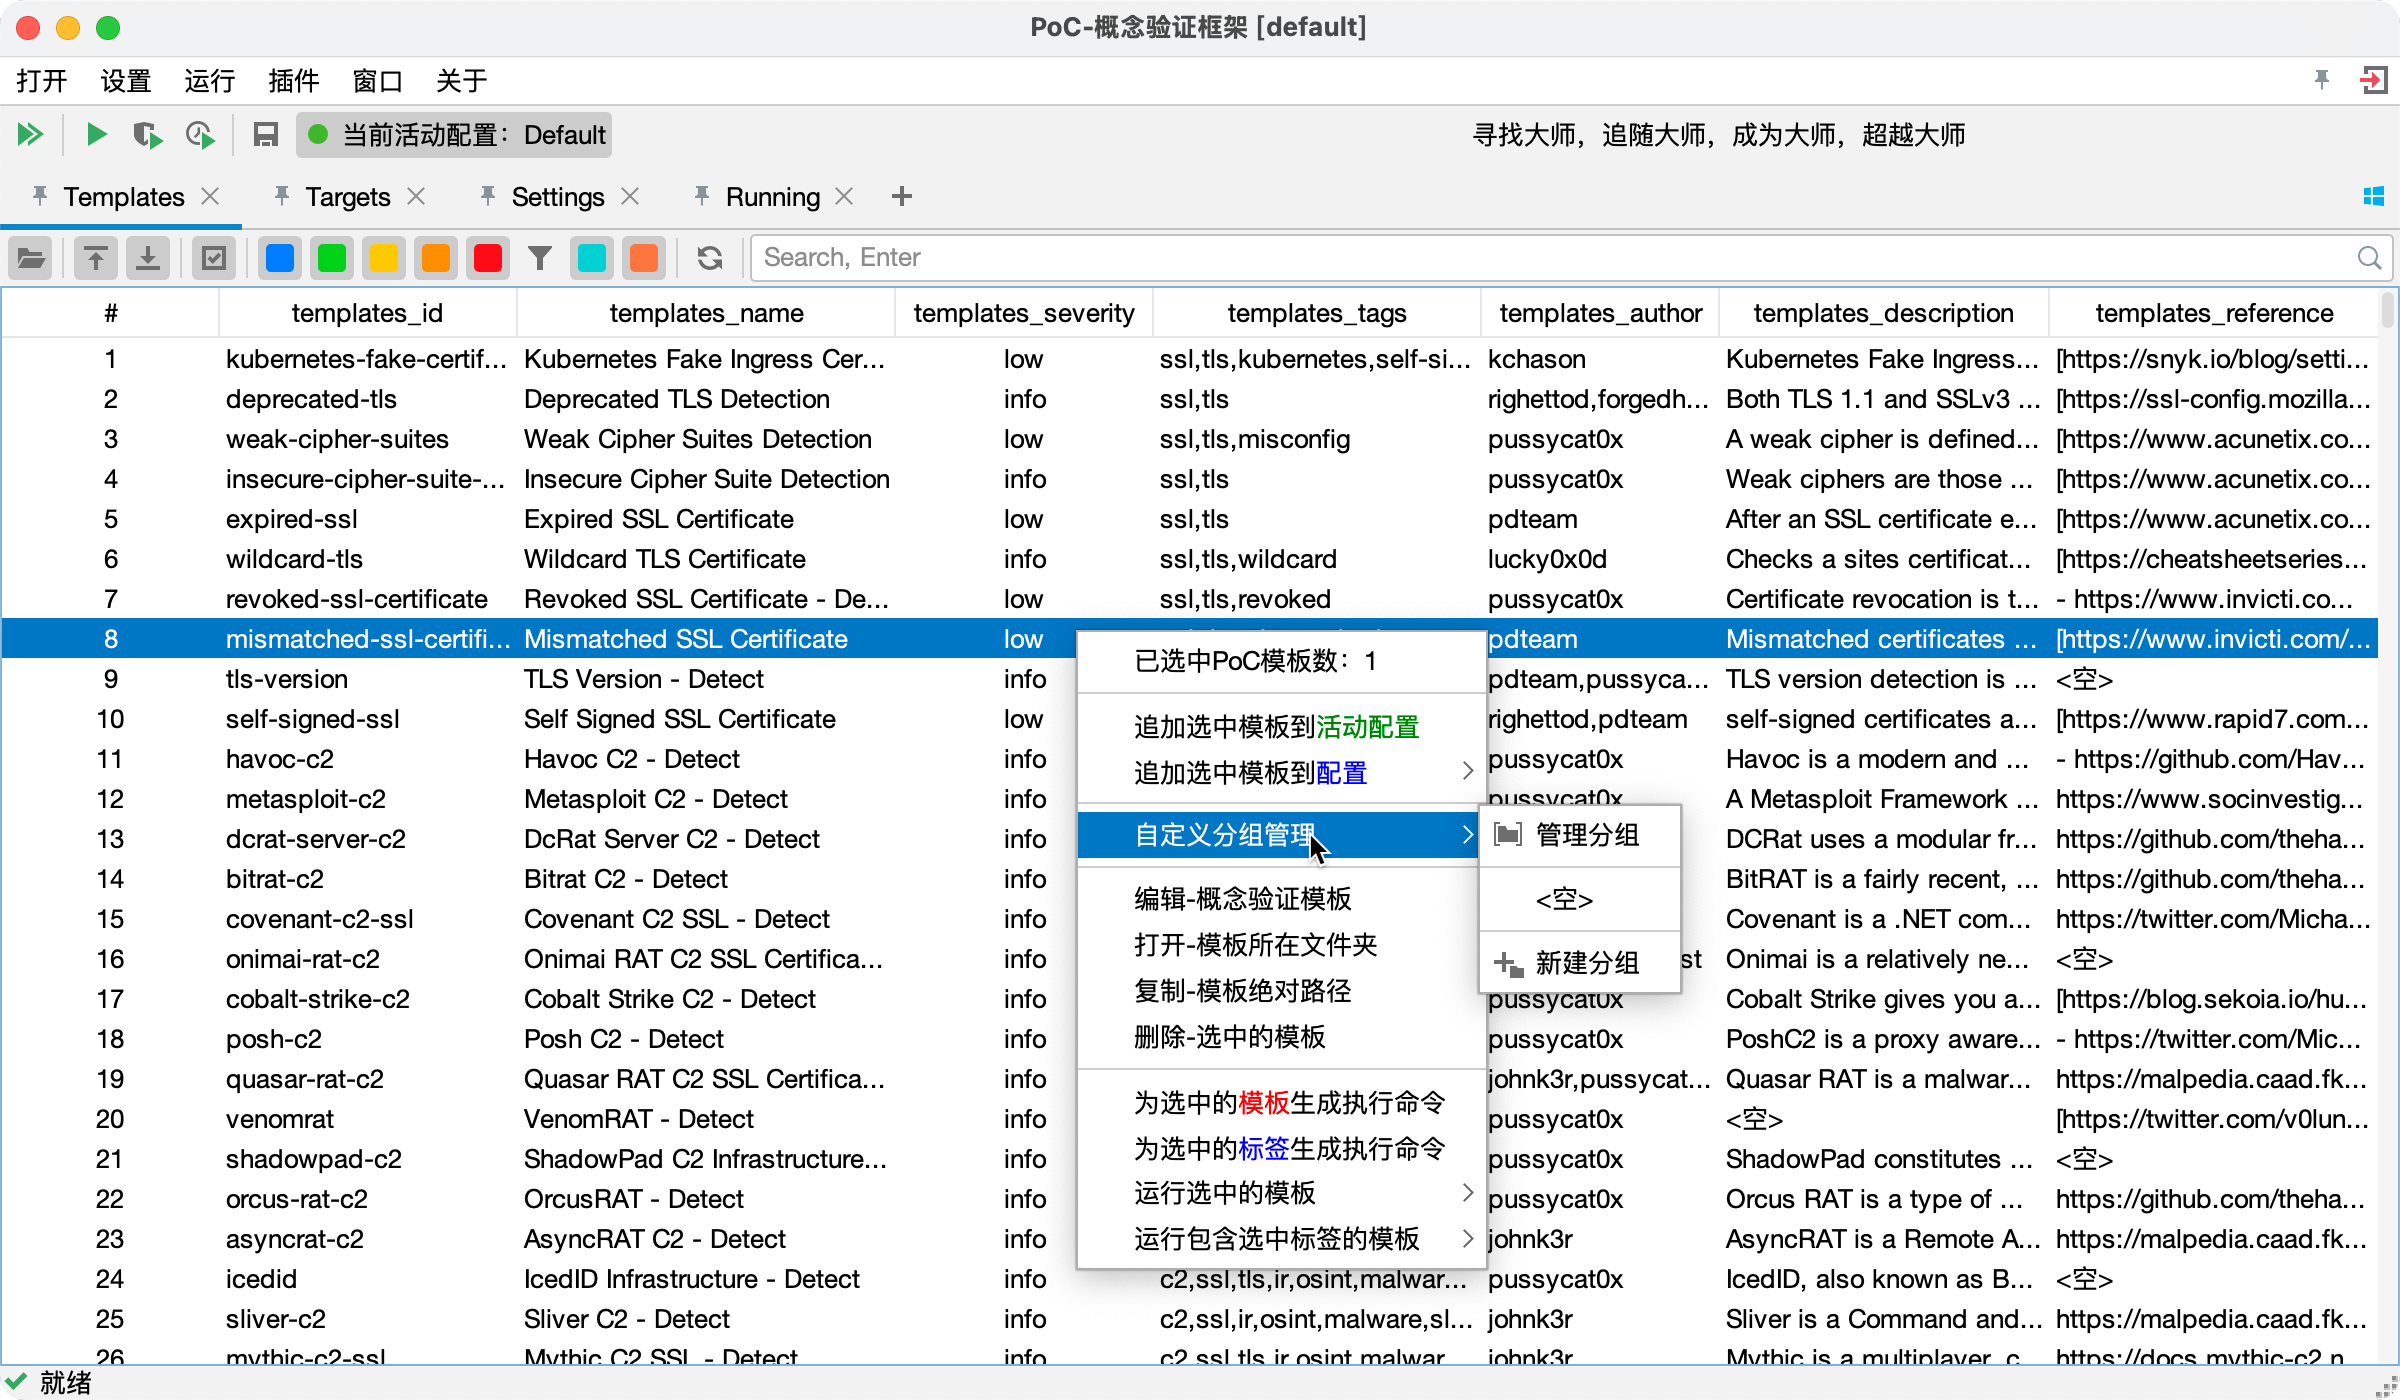 PoC-概念验证框架 [default]
打开 设置 运行 插件 窗口 关于
当前活动配置：Default 寻找大师，追随大师，成为大师，超越大师
Templates Targets Settings Running
Search, Enter
# templates_id templates_name templates_severity templates_tags templates_author templates_description templates_reference
1 kubernetes-fake-certif... Kubernetes Fake Ingress Cer... low ssl,tls,kubernetes,self-si... kchason Kubernetes Fake Ingress... [https://snyk.io/blog/setti...
2 deprecated-tls Deprecated TLS Detection info ssl,tls righettod,forgedh... Both TLS 1.1 and SSLv3 ... [https://ssl-config.mozilla...
3 weak-cipher-suites Weak Cipher Suites Detection low ssl,tls,misconfig pussycat0x A weak cipher is defined... [https://www.acunetix.co...
4 insecure-cipher-suite-... Insecure Cipher Suite Detection info ssl,tls pussycat0x Weak ciphers are those ... [https://www.acunetix.co...
5 expired-ssl Expired SSL Certificate low ssl,tls pdteam After an SSL certificate e... [https://www.acunetix.co...
6 wildcard-tls Wildcard TLS Certificate info ssl,tls,wildcard lucky0x0d Checks a sites certificat... [https://cheatsheetseries...
7 revoked-ssl-certificate Revoked SSL Certificate - De... low ssl,tls,revoked pussycat0x Certificate revocation is t... - https://www.invicti.co...
8 mismatched-ssl-certifi... Mismatched SSL Certificate low pdteam Mismatched certificates ... [https://www.invicti.com/...
9 tls-version TLS Version - Detect info pdteam,pussyca... TLS version detection is ... <空>
10 self-signed-ssl Self Signed SSL Certificate low righettod,pdteam self-signed certificates a... [https://www.rapid7.com...
11 havoc-c2 Havoc C2 - Detect info pussycat0x Havoc is a modern and ... - https://github.com/Hav...
12 metasploit-c2 Metasploit C2 - Detect info pussycat0x A Metasploit Framework ... https://www.socinvestig...
13 dcrat-server-c2 DcRat Server C2 - Detect info DCRat uses a modular fr... https://github.com/theha...
14 bitrat-c2 Bitrat C2 - Detect info BitRAT is a fairly recent, ... https://github.com/theha...
15 covenant-c2-ssl Covenant C2 SSL - Detect info Covenant is a .NET com... https://twitter.com/Micha...
16 onimai-rat-c2 Onimai RAT C2 SSL Certifica... info st Onimai is a relatively ne... <空>
17 cobalt-strike-c2 Cobalt Strike C2 - Detect info pussycat0x Cobalt Strike gives you a... [https://blog.sekoia.io/hu...
18 posh-c2 Posh C2 - Detect info pussycat0x PoshC2 is a proxy aware... - https://twitter.com/Mic...
19 quasar-rat-c2 Quasar RAT C2 SSL Certifica... info johnk3r,pussycat... Quasar RAT is a malwar... https://malpedia.caad.fk...
20 venomrat VenomRAT - Detect info pussycat0x <空> [https://twitter.com/v0lun...
21 shadowpad-c2 ShadowPad C2 Infrastructure... info pussycat0x ShadowPad constitutes ... <空>
22 orcus-rat-c2 OrcusRAT - Detect info pussycat0x Orcus RAT is a type of ... https://github.com/theha...
23 asyncrat-c2 AsyncRAT C2 - Detect info johnk3r AsyncRAT is a Remote A... https://malpedia.caad.fk...
24 icedid IcedID Infrastructure - Detect info c2,ssl,tls,ir,osint,malwar... pussycat0x IcedID, also known as B... <空>
25 sliver-c2 Sliver C2 - Detect info c2,ssl,ir,osint,malware,sl... johnk3r Sliver is a Command and... https://malpedia.caad.fk...
26 mythic-c2-ssl Mythic C2 SSL - Detect info c2,ssl,tls,ir,osint,malwar... johnk3r Mythic is a multiplayer, c... https://docs.mythic-c2.n...
已选中PoC模板数：1
追加选中模板到活动配置
追加选中模板到配置
自定义分组管理
编辑-概念验证模板
打开-模板所在文件夹
复制-模板绝对路径
删除-选中的模板
为选中的模板生成执行命令
为选中的标签生成执行命令
运行选中的模板
运行包含选中标签的模板
管理分组
<空>
新建分组
就绪